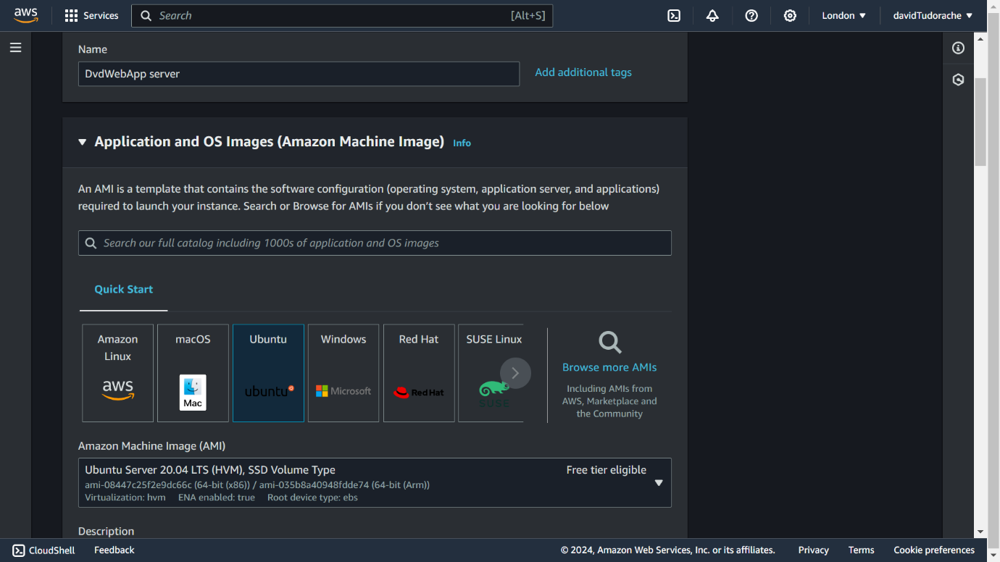 aws
Services
Search
[Alt+S]
London
davidTudorache
Name
DvdWebApp server
Add additional tags
Application and OS Images (Amazon Machine Image)
Info
An AMI is a template that contains the software configuration (operating system, application server, and applications)
required to launch your instance. Search or Browse for AMIs if you don’t see what you are looking for below
Search our full catalog including 1000s of application and OS images
Quick Start
Amazon
Linux
aws
macOS
Mac
Ubuntu
ubuntu
Windows
Microsoft
Red Hat
Red Hat
SUSE Linux
SUSE
Browse more AMIs
Including AMIs from
AWS, Marketplace and
the Community
Amazon Machine Image (AMI)
Ubuntu Server 20.04 LTS (HVM), SSD Volume Type
Free tier eligible
ami-08447c25f2e9dc66c (64-bit (x86)) / ami-035b8a40948fdde74 (64-bit (Arm))
Virtualization: hvm ENA enabled: true Root device type: ebs
Description
CloudShell
Feedback
© 2024, Amazon Web Services, Inc. or its affiliates.
Privacy
Terms
Cookie preferences